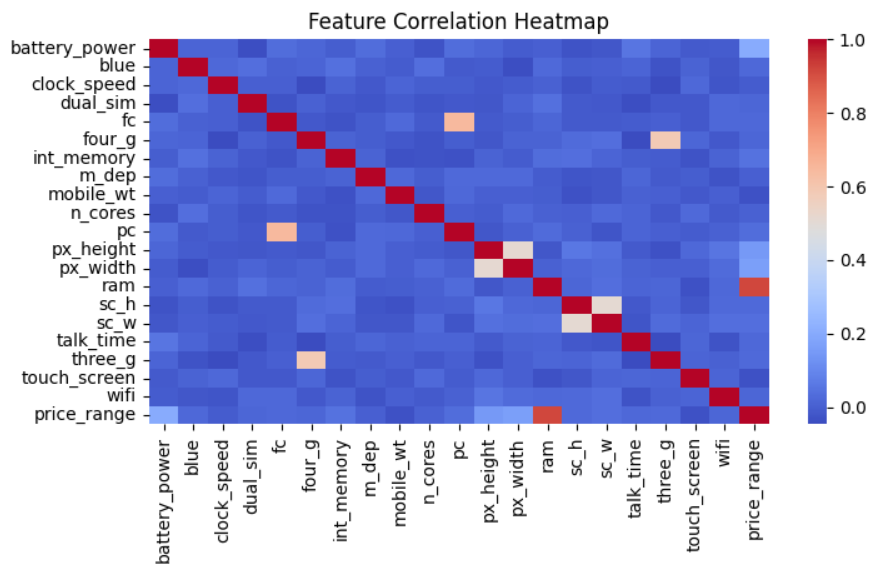 Feature Correlation Heatmap
battery_power
blue
clock_speed
dual_sim
fc
four_g
int_memory
m_dep
mobile_wt
n_cores
pc
px_height
px_width
ram
sc_h
sc_w
talk_time
three_g
touch_screen
wifi
price_range
battery_power
blue
clock_speed
dual_sim
fc
four_g
int_memory
m_dep
mobile_wt
n_cores
pc
px_height
px_width
ram
sc_h
sc_w
talk_time
three_g
touch_screen
wifi
price_range
1.0
0.8
0.6
0.4
0.2
0.0